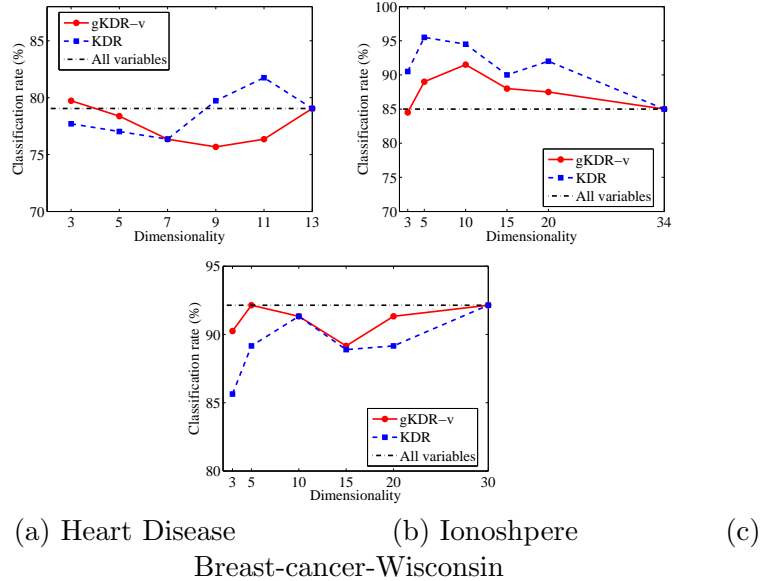 Classification rate (%)
85
80
75
70
gKDR-v
KDR
All variables
3 5 7 9 11 13
Dimensionality
Classification rate (%)
100
95
90
85
80
75
70
gKDR-v
KDR
All variables
3 5 10 15 20 34
Dimensionality
Classification rate (%)
95
90
85
80
gKDR-v
KDR
All variables
3 5 10 15 20 30
Dimensionality
(a) Heart Disease (b) Ionoshpere (c)
Breast-cancer-Wisconsin